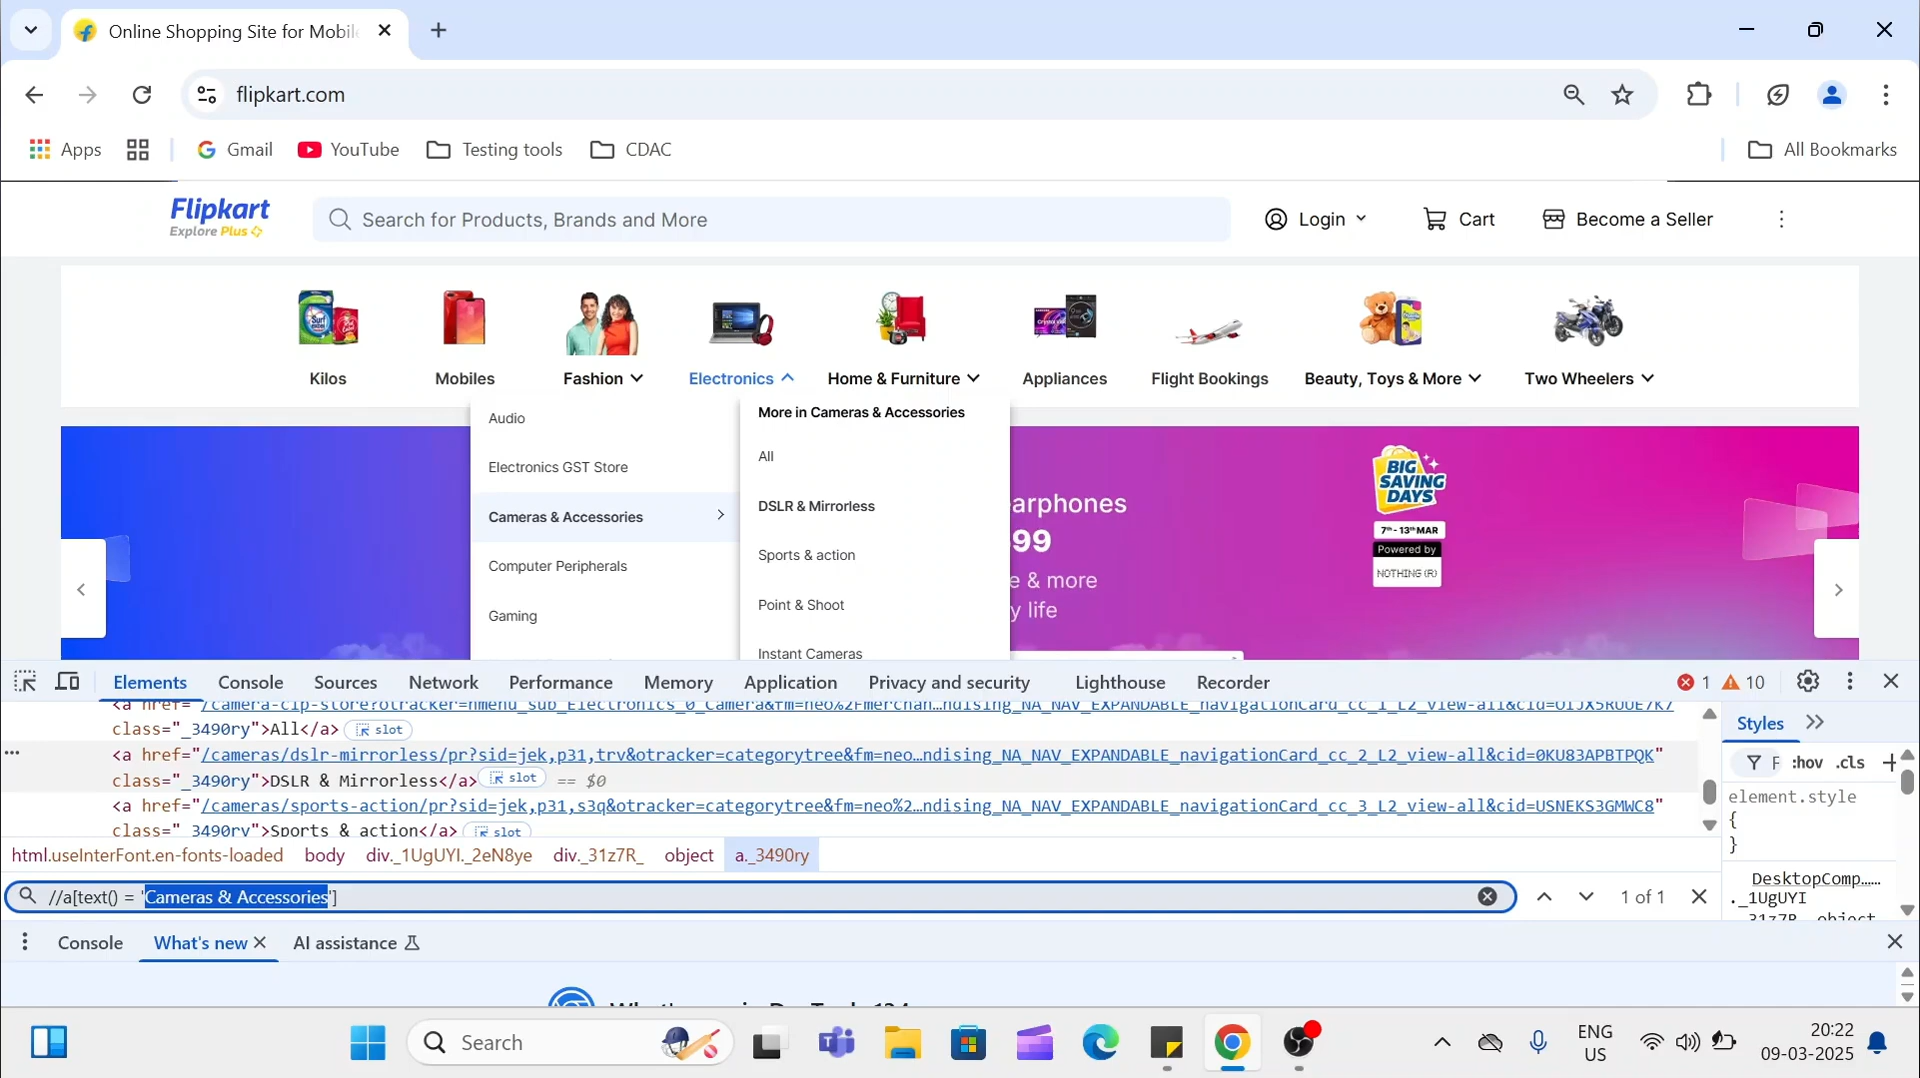 Online Shopping Site for Mobile
flipkart.com
Apps
Gmail
YouTube
Testing tools
CDAC
All Bookmarks
Flipkart
Explore Plus
Search for Products, Brands and More
Login
Cart
Become a Seller
Kilos
Mobiles
Fashion
Electronics
Home & Furniture
Appliances
Flight Bookings
Beauty, Toys & More
Two Wheelers
Audio
Electronics GST Store
Cameras & Accessories
Computer Peripherals
Gaming
More in Cameras & Accessories
All
DSLR & Mirrorless
Sports & action
Point & Shoot
Instant Cameras
arphones
99
e & more
y life
BIG
SAVING
DAYS
7th - 13th MAR
Powered by
NOTHING (R)
Elements Console Sources Network Performance Memory Application Privacy and security Lighthouse Recorder 1 10
class="_3490ry">All</a> slot
<a href="/cameras/dslr-mirrorless/pr?sid=jek,p31,trv&otracker=categorytree&fm=neo…ndising_NA_NAV_EXPANDABLE_navigationCard_cc_2_L2_view-all&cid=0KU83APBTPQK"
class="_3490ry">DSLR & Mirrorless</a> slot == $0
<a href="/cameras/sports-action/pr?sid=jek,p31,s3q&otracker=categorytree&fm=neo%2…ndising_NA_NAV_EXPANDABLE_navigationCard_cc_3_L2_view-all&cid=USNEKS3GMWC8"
class="_3490ry">Sports & action</a> slot
html.useInterFont.en-fonts-loaded body div._1UgUYI._2eN8ye div._31z7R_ object a._3490ry
//a[text() = 'Cameras & Accessories']
1 of 1
Styles
F :hov .cls
element.style
{
}
DesktopComp……
._1UgUYI
Console What's new AI assistance
Search
ENG
US
20:22
09-03-2025